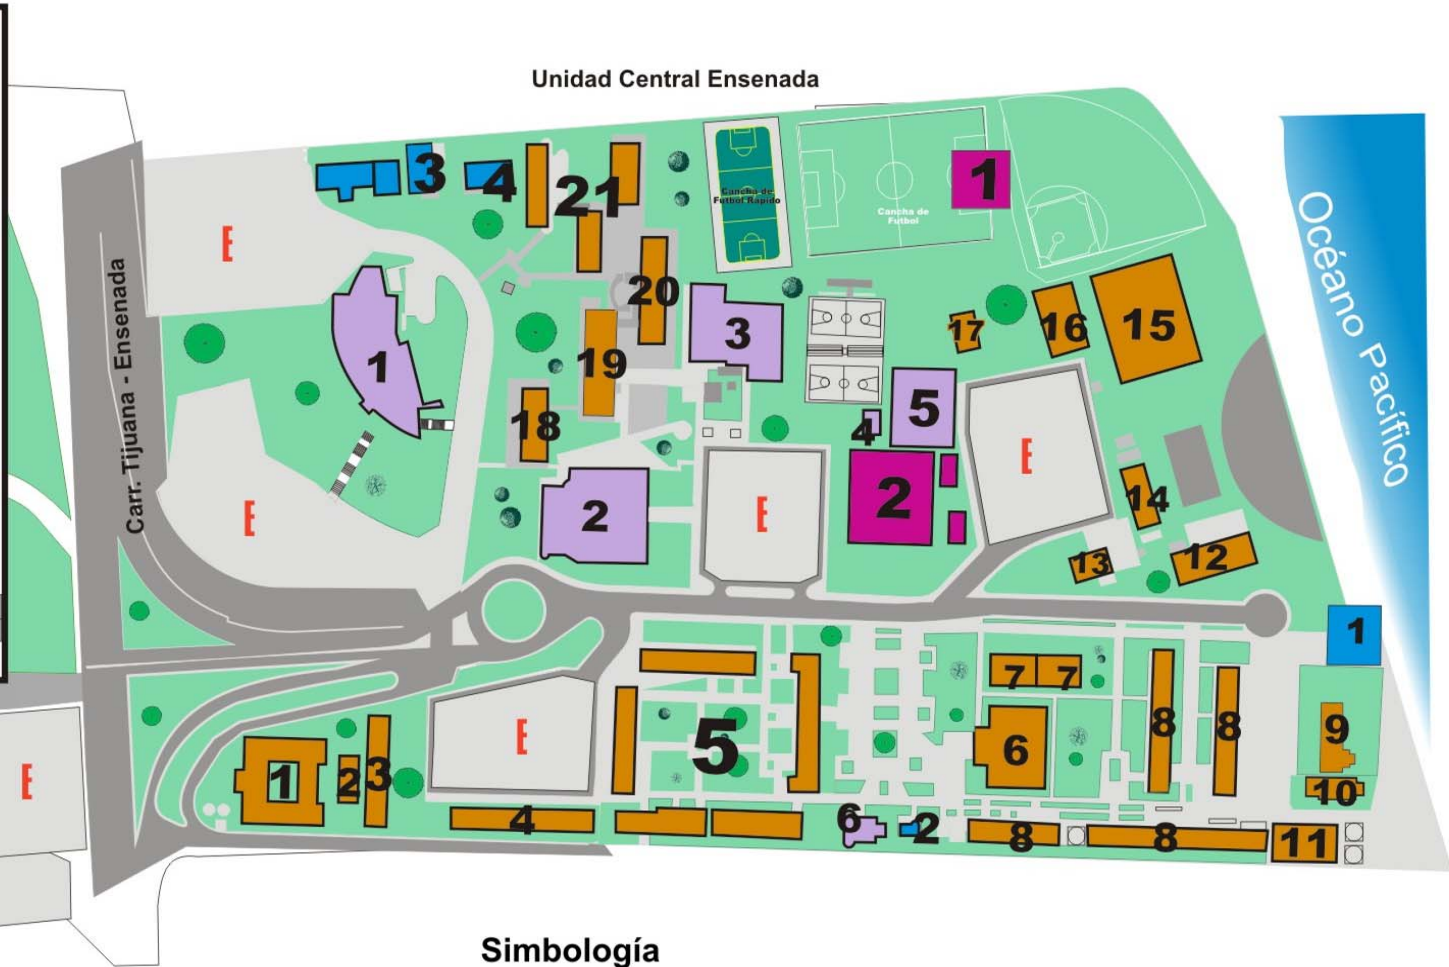 Unidad Central Ensenada
3
4
21
1
Cancha de
Futbol Rápido
Cancha de
Futbol
E
20
3
17
16
15
Océano Pacífico
Carr. Tijuana - Ensenada
1
19
18
5
4
E
E
2
E
2
14
13
12
1
7
7
8
8
9
E
5
6
E
1
2
3
10
4
6
2
8
8
11
Simbología